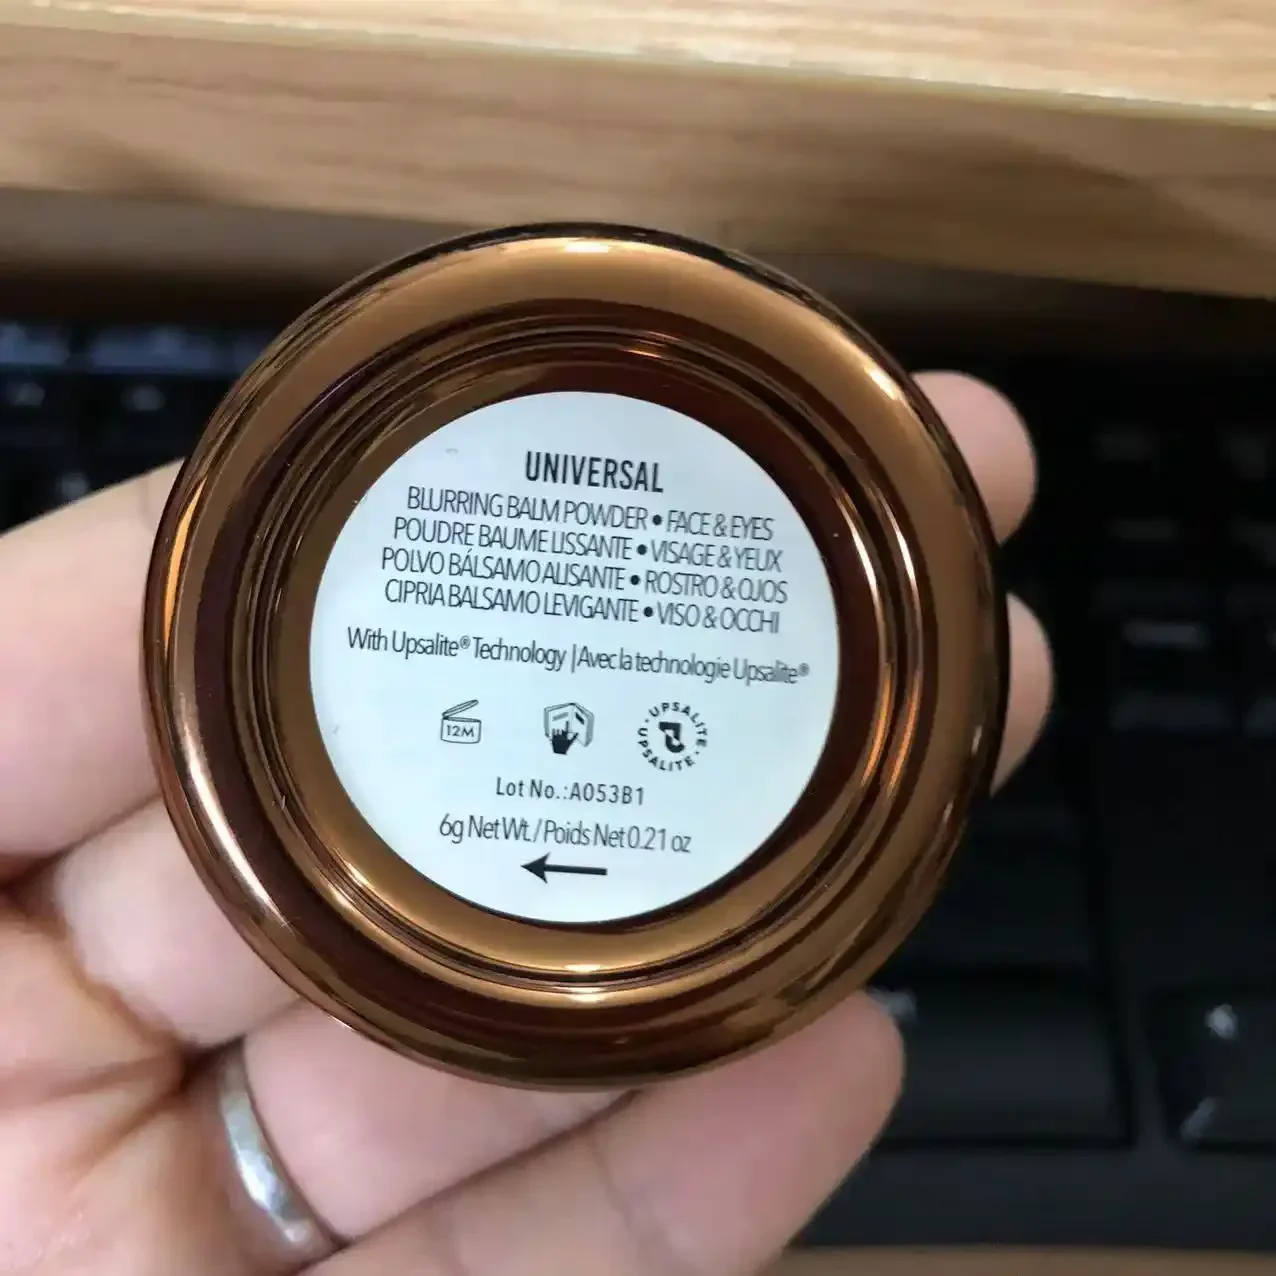 UNIVERSAL
BLURRING BALM POWDER • FACE & EYES
POUDRE BAUME LISSANTE • VISAGE & YEUX
POLVO BÁLSAMO ALISANTE • ROSTRO & OJOS
CIPRIA BALSAMO LEVIGANTE • VISO & OCCHI
With Upsalite® Technology | Avec la technologie Upsalite®
12M
UPSALITE · UPSALITE ·
Lot No.:A053B1
6g Net Wt. / Poids Net 0.21 oz